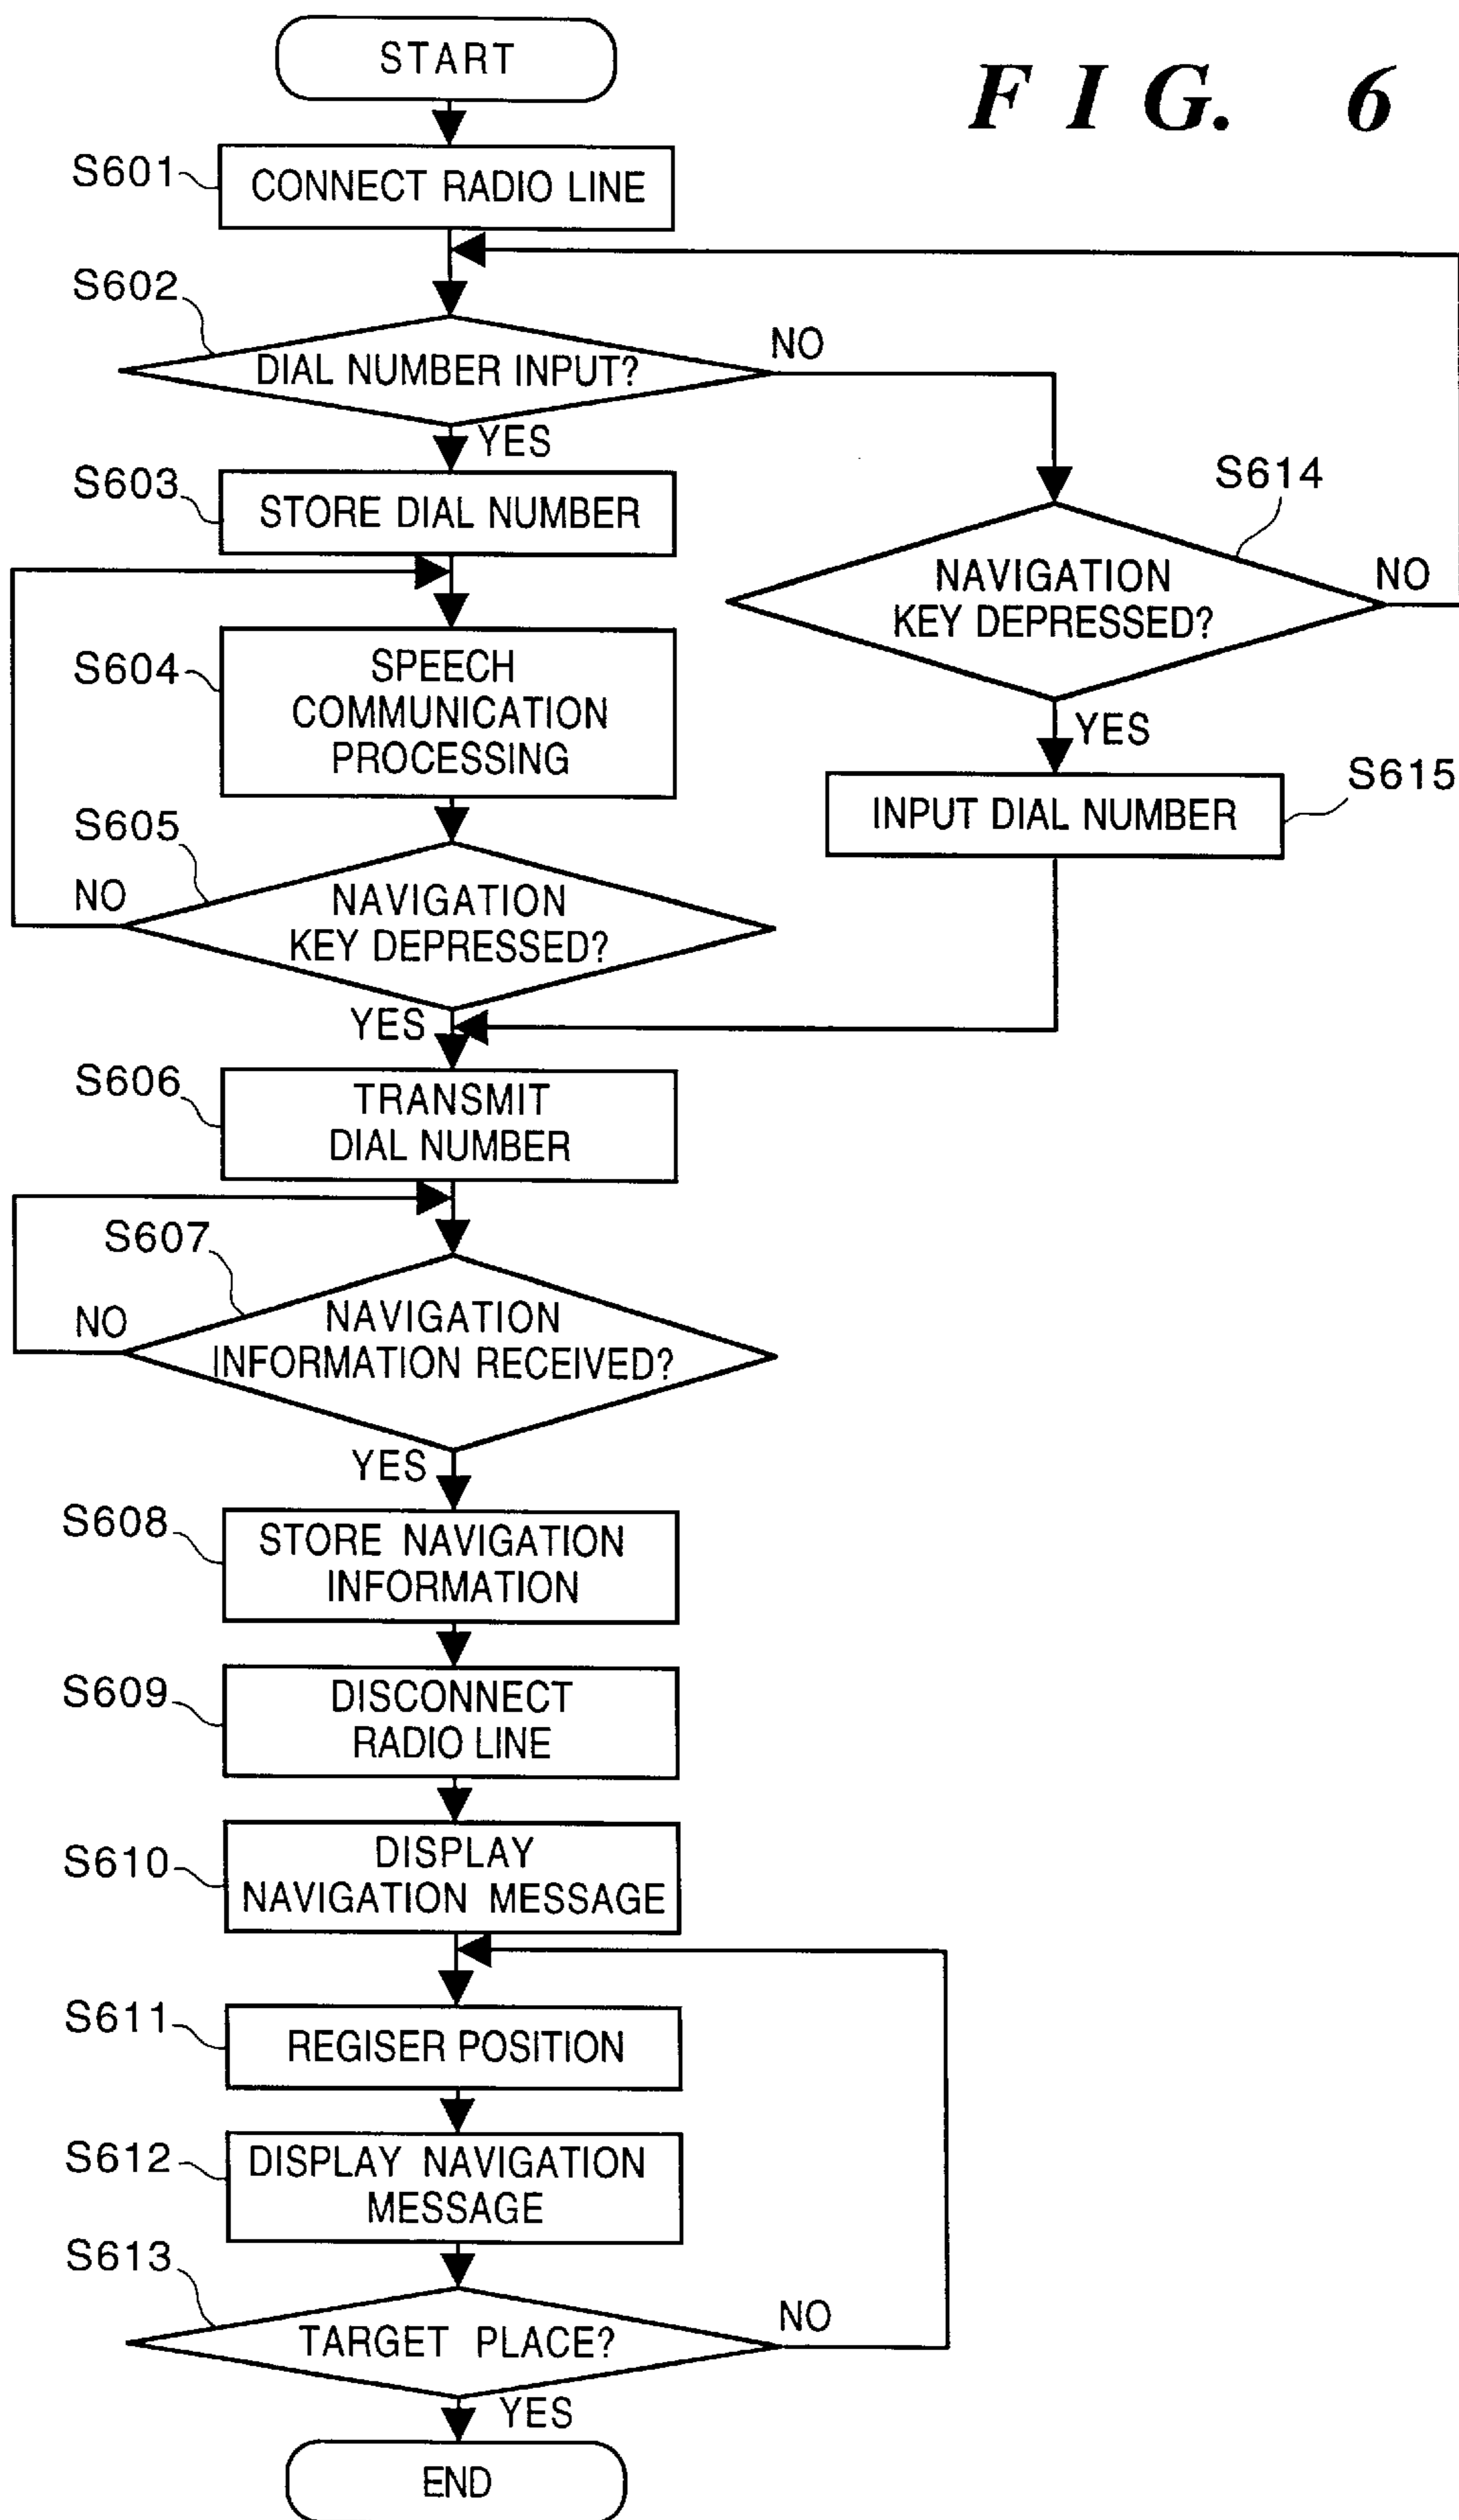 START
F I G. 6
S601
CONNECT RADIO LINE
S602
DIAL NUMBER INPUT?
NO
YES
S603
STORE DIAL NUMBER
S614
NAVIGATION
KEY DEPRESSED?
NO
S604
SPEECH
COMMUNICATION
PROCESSING
YES
S615
INPUT DIAL NUMBER
S605
NO
NAVIGATION
KEY DEPRESSED?
YES
S606
TRANSMIT
DIAL NUMBER
S607
NO
NAVIGATION
INFORMATION RECEIVED?
YES
S608
STORE NAVIGATION
INFORMATION
S609
DISCONNECT
RADIO LINE
S610
DISPLAY
NAVIGATION MESSAGE
S611
REGISER POSITION
S612
DISPLAY NAVIGATION
MESSAGE
S613
TARGET PLACE?
NO
YES
END